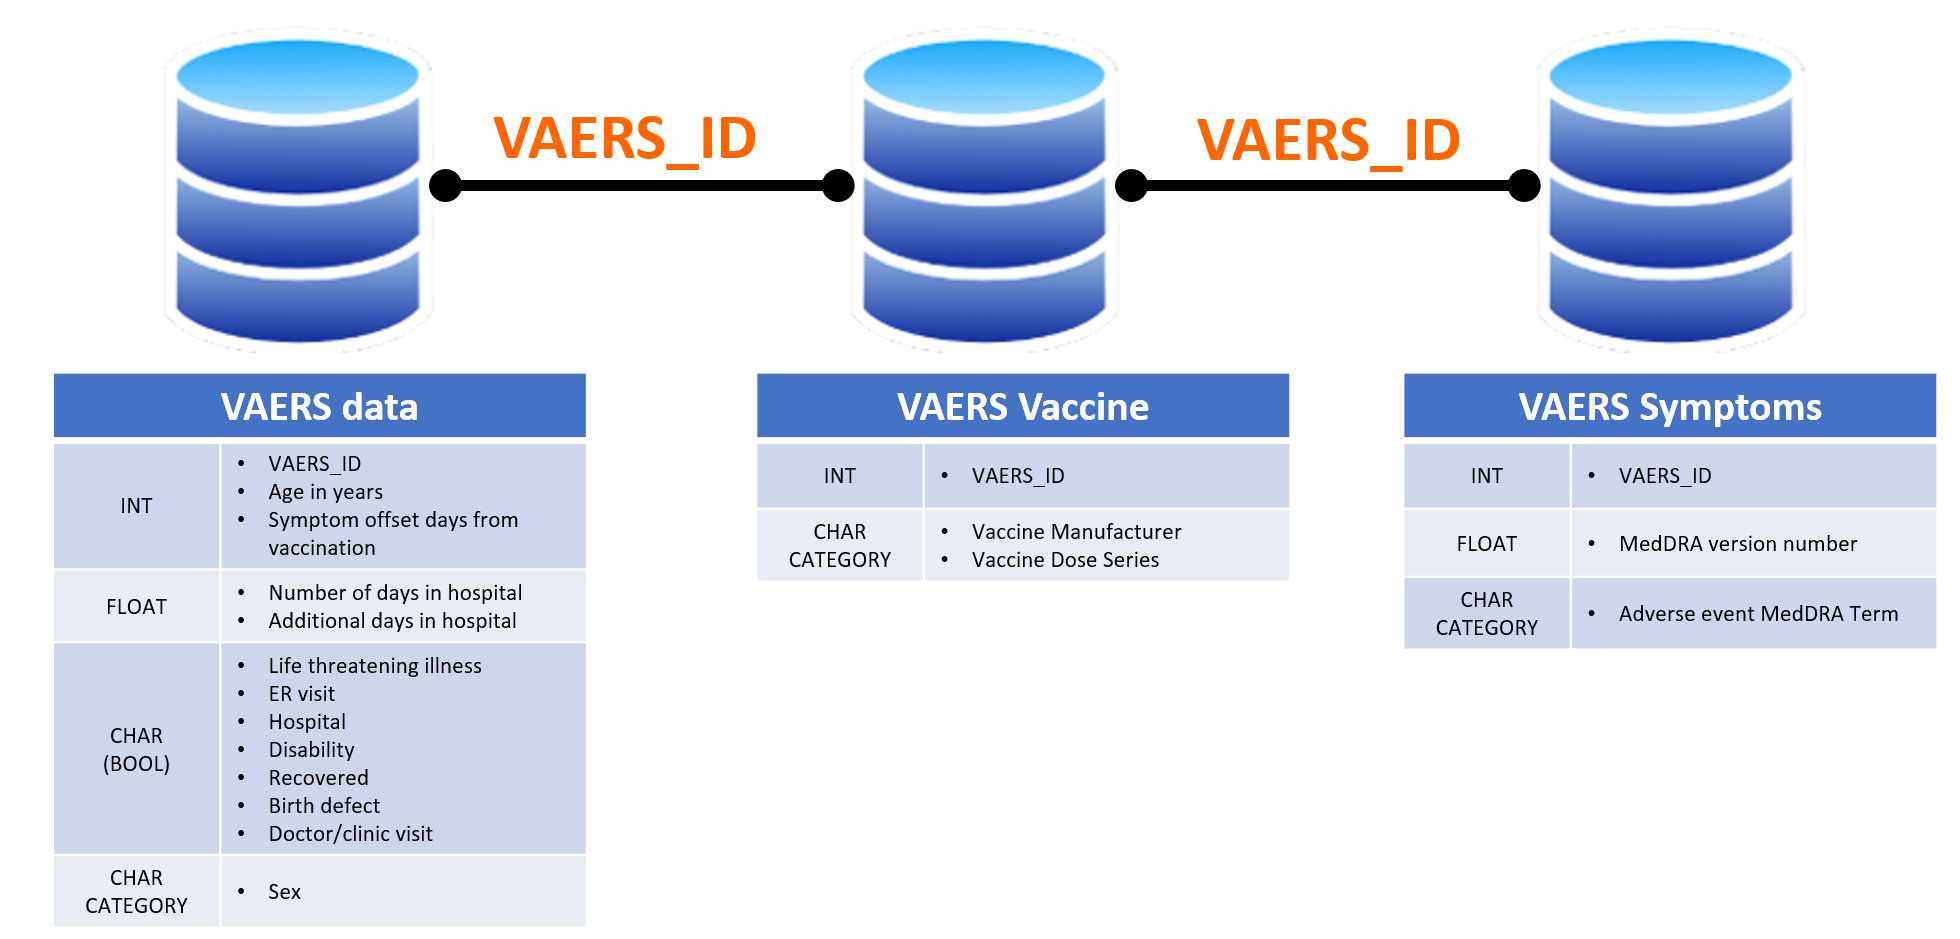 VAERS_ID
VAERS_ID
VAERS data
INT
• VAERS_ID
• Age in years
• Symptom offset days from
vaccination
FLOAT
• Number of days in hospital
• Additional days in hospital
CHAR
(BOOL)
• Life threatening illness
• ER visit
• Hospital
• Disability
• Recovered
• Birth defect
• Doctor/clinic visit
CHAR
CATEGORY
• Sex
VAERS Vaccine
INT
• VAERS_ID
CHAR
CATEGORY
• Vaccine Manufacturer
• Vaccine Dose Series
VAERS Symptoms
INT
• VAERS_ID
FLOAT
• MedDRA version number
CHAR
CATEGORY
• Adverse event MedDRA Term